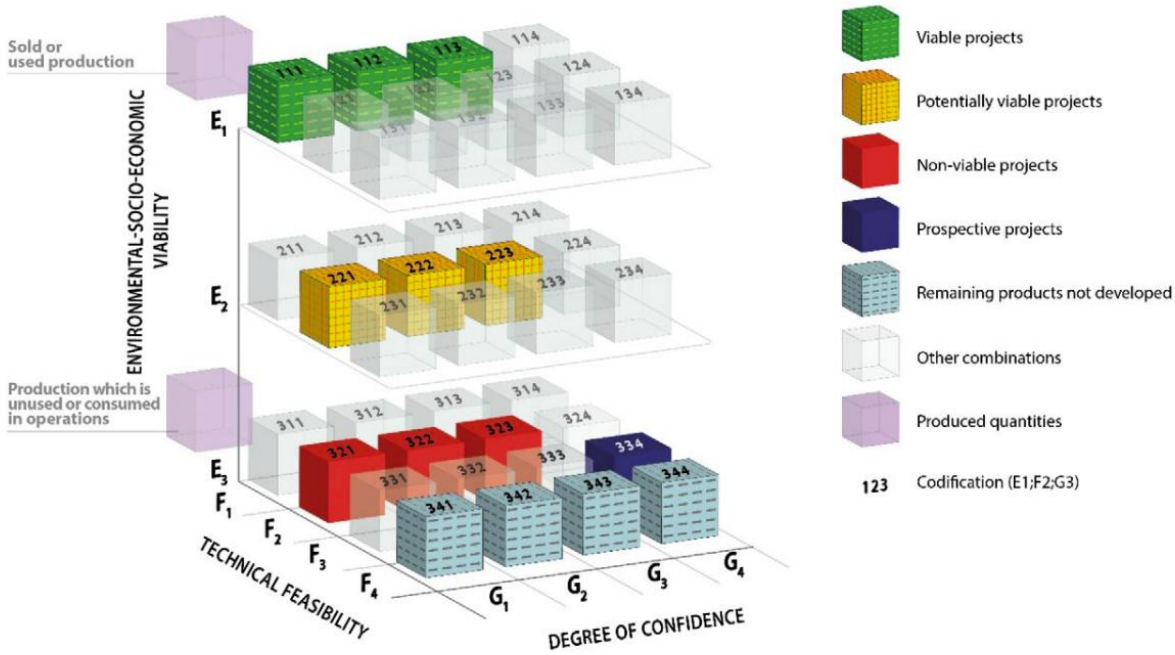 Sold or
used production
ENVIRONMENTAL-SOCIO-ECONOMIC
VIABILITY
Production which is
unused or consumed
in operations
E1
111
112
113
114
123
124
131
132
133
134
E2
211
212
213
214
221
222
223
224
231
232
233
234
E3
311
312
313
314
321
322
323
324
331
332
333
334
341
342
343
344
F1
F2
F3
F4
TECHNICAL FEASIBILITY
G1
G2
G3
G4
DEGREE OF CONFIDENCE
Viable projects
Potentially viable projects
Non-viable projects
Prospective projects
Remaining products not developed
Other combinations
Produced quantities
123 Codification (E1;F2;G3)